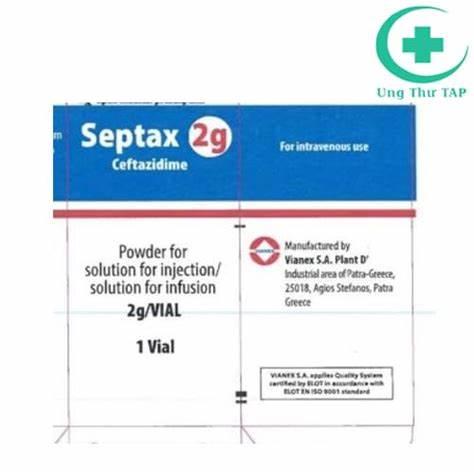 Ung Thư TAP
Septax 2g
Ceftazidime
For intravenous use
Powder for
solution for injection/
solution for infusion
2g/VIAL
1 Vial
VIANEX
Manufactured by
Vianex S.A. Plant D'
Industrial area of Patra-Greece,
25018, Agios Stefanos, Patra
Greece
VIANEX S.A. applies Quality System
certified by ELOT in accordance with
ELOT EN ISO 9001 standard